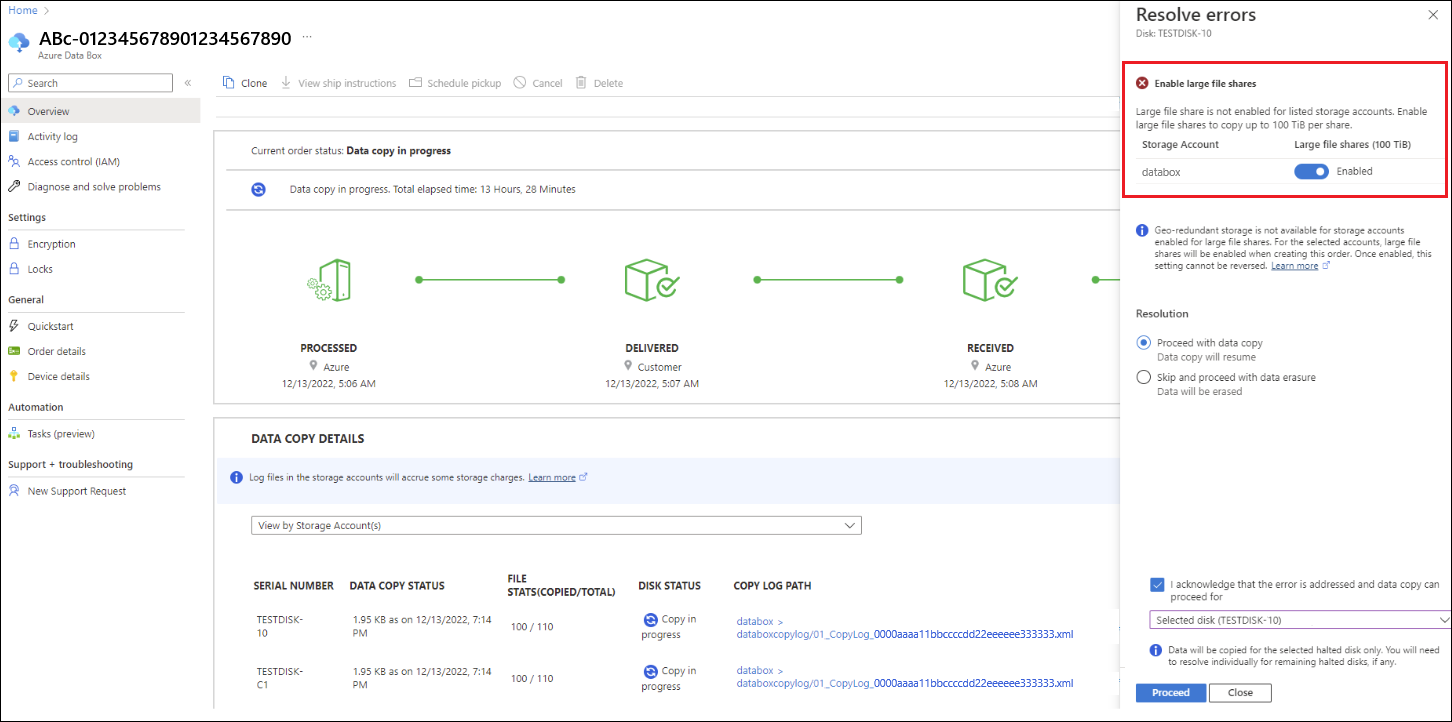 Home >
ABc-012345678901234567890 ...
Azure Data Box
Search
«
Overview
Activity log
Access control (IAM)
Diagnose and solve problems
Settings
Encryption
Locks
General
Quickstart
Order details
Device details
Automation
Tasks (preview)
Support + troubleshooting
New Support Request
Clone View ship instructions Schedule pickup Cancel Delete
Current order status: Data copy in progress
Data copy in progress. Total elapsed time: 13 Hours, 28 Minutes
PROCESSED DELIVERED RECEIVED
Azure Customer Azure
12/13/2022, 5:06 AM 12/13/2022, 5:07 AM 12/13/2022, 5:08 AM
DATA COPY DETAILS
Log files in the storage accounts will accrue some storage charges. Learn more
View by Storage Account(s)
SERIAL NUMBER DATA COPY STATUS FILE STATS(COPIED/TOTAL) DISK STATUS COPY LOG PATH
TESTDISK- 1.95 KB as on 12/13/2022, 7:14 100 / 110 Copy in databox >
10 PM progress databoxcopylog/01_CopyLog_0000aaaa11bbccccdd22eeeeee333333.xml
TESTDISK- 1.95 KB as on 12/13/2022, 7:14 100 / 110 Copy in databox >
C1 PM progress databoxcopylog/01_CopyLog_0000aaaa11bbccccdd22eeeeee333333.xml
Resolve errors
Disk: TESTDISK-10
Enable large file shares
Large file share is not enabled for listed storage accounts. Enable
large file shares to copy up to 100 TiB per share.
Storage Account Large file shares (100 TiB)
databox Enabled
Geo-redundant storage is not available for storage accounts
enabled for large file shares. For the selected accounts, large file
shares will be enabled when creating this order. Once enabled, this
setting cannot be reversed. Learn more
Resolution
Proceed with data copy
Data copy will resume
Skip and proceed with data erasure
Data will be erased
I acknowledge that the error is addressed and data copy can
proceed for
Selected disk (TESTDISK-10)
Data will be copied for the selected halted disk only. You will need
to resolve individually for remaining halted disks, if any.
Proceed Close